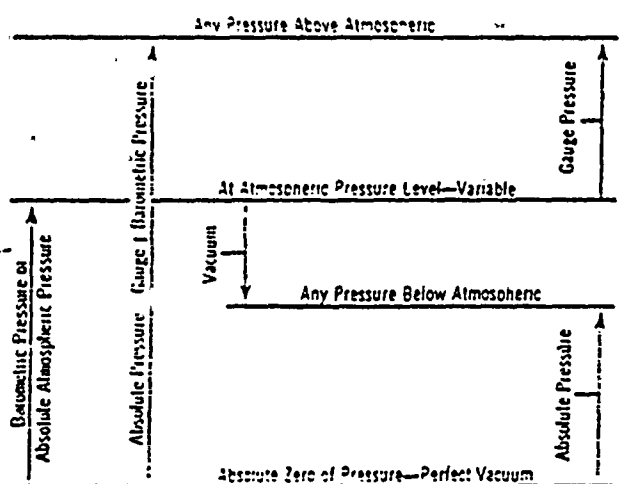 Any Pressure Above Atmospheric
Gauge Pressure
Absolute Pressure Gauge + Barometric Pressure
At Atmospheric Pressure Level—Variable
Barometric Pressure or
Absolute Atmospheric Pressure
Vacuum
Any Pressure Below Atmospheric
Absolute Pressure
Absolute Zero of Pressure—Perfect Vacuum